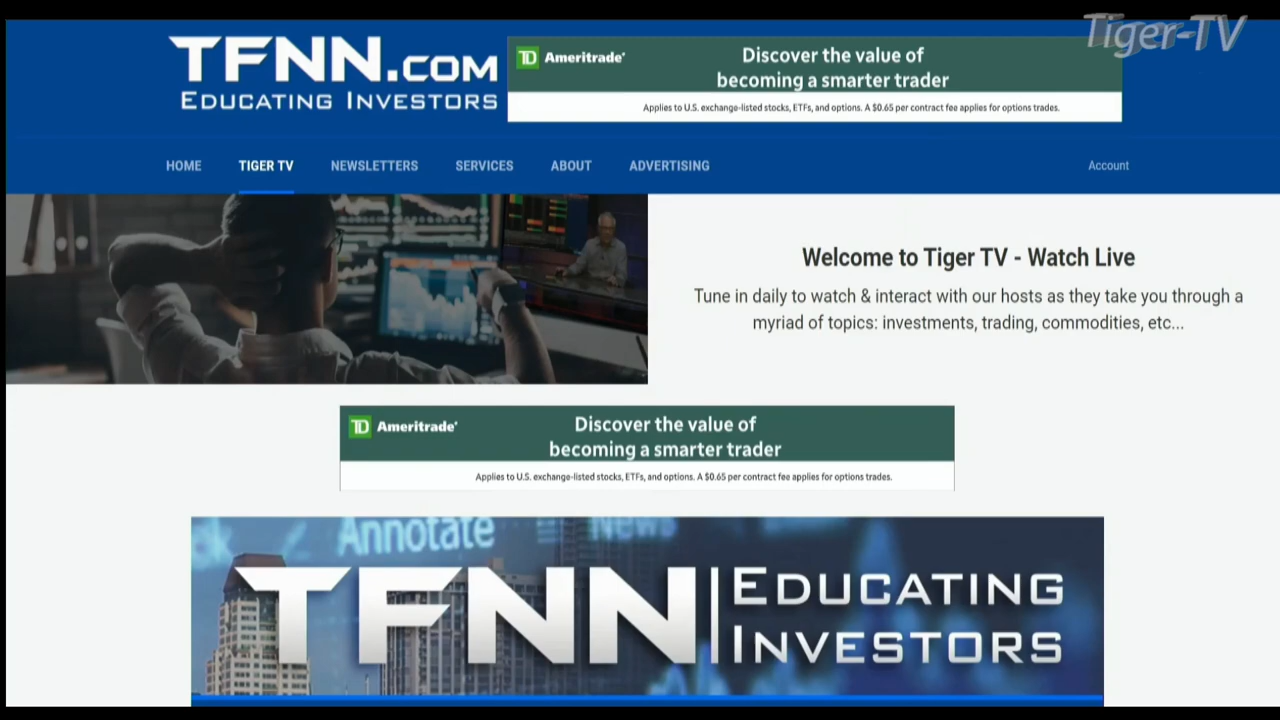 Tiger-TV
TFNN.COM
EDUCATING INVESTORS
TD Ameritrade®
Discover the value of
becoming a smarter trader
Applies to U.S. exchange-listed stocks, ETFs, and options. A $0.65 per contract fee applies for options trades.
HOME TIGER TV NEWSLETTERS SERVICES ABOUT ADVERTISING Account
Welcome to Tiger TV - Watch Live
Tune in daily to watch & interact with our hosts as they take you through a
myriad of topics: investments, trading, commodities, etc...
TD Ameritrade®
Discover the value of
becoming a smarter trader
Applies to U.S. exchange-listed stocks, ETFs, and options. A $0.65 per contract fee applies for options trades.
Annotate News
TFNN EDUCATING
INVESTORS